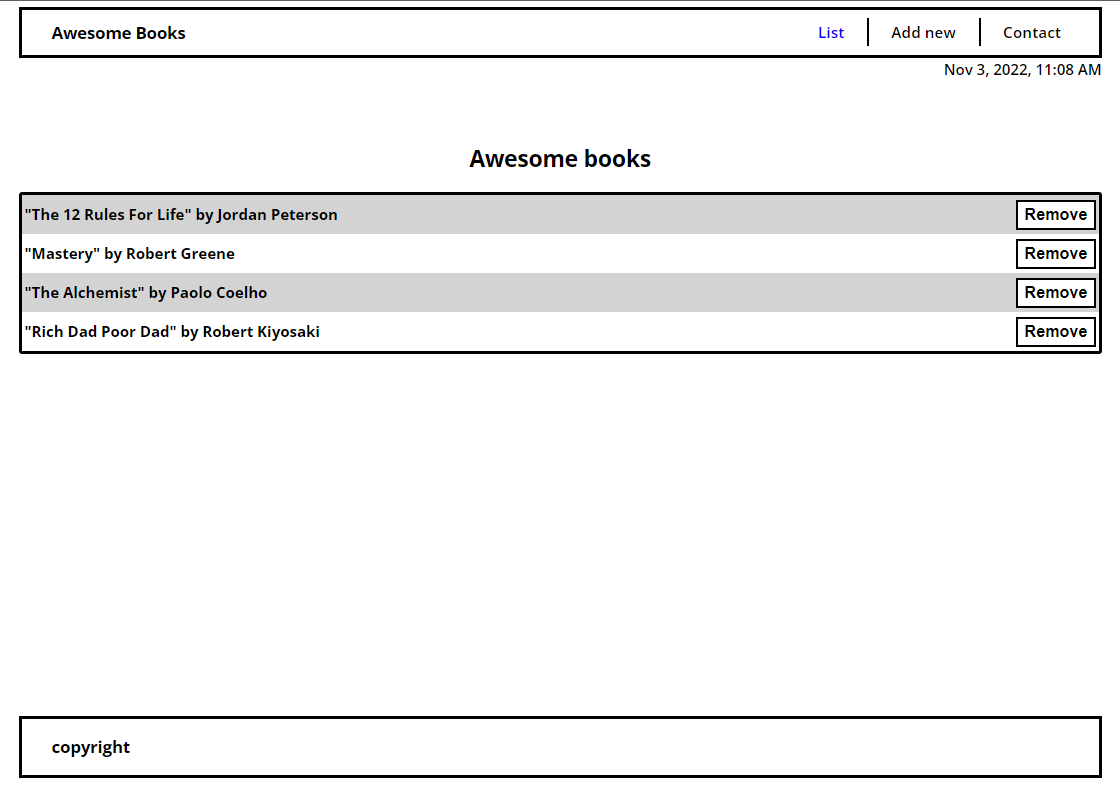 Awesome Books List Add new Contact
Nov 3, 2022, 11:08 AM
Awesome books
"The 12 Rules For Life" by Jordan Peterson Remove
"Mastery" by Robert Greene Remove
"The Alchemist" by Paolo Coelho Remove
"Rich Dad Poor Dad" by Robert Kiyosaki Remove
copyright